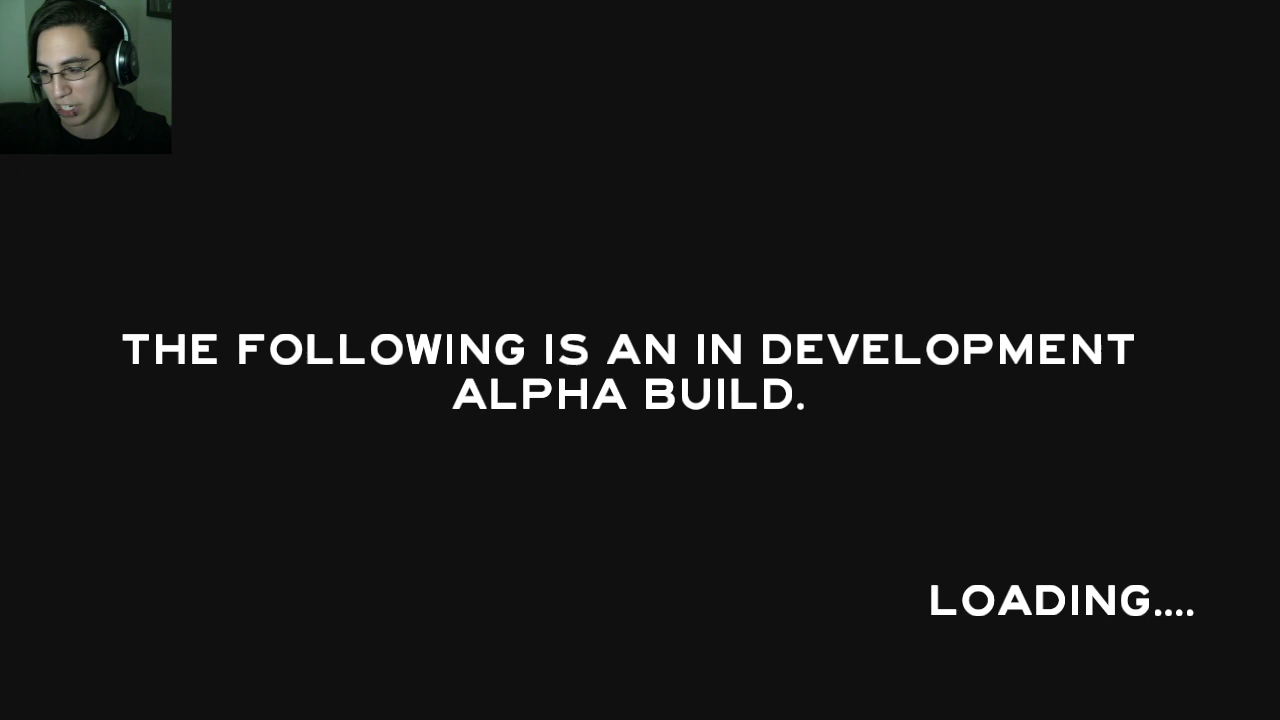 THE FOLLOWING IS AN IN DEVELOPMENT
ALPHA BUILD.
LOADING....